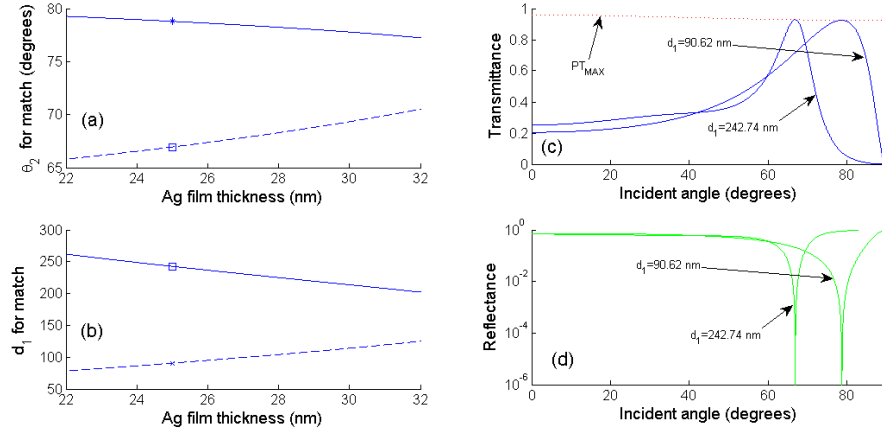 80
75
70
65
θ2 for match (degrees)
(a)
22 24 26 28 30 32
Ag film thickness (nm)
300
250
200
150
100
50
d1 for match
(b)
22 24 26 28 30 32
Ag film thickness (nm)
1
0.8
0.6
0.4
0.2
0
Transmittance
PTMAX
d1=90.62 nm
d1=242.74 nm
(c)
0 20 40 60 80
Incident angle (degrees)
10^0
10^-2
10^-4
10^-6
Reflectance
d1=90.62 nm
d1=242.74 nm
(d)
0 20 40 60 80
Incident angle (degrees)